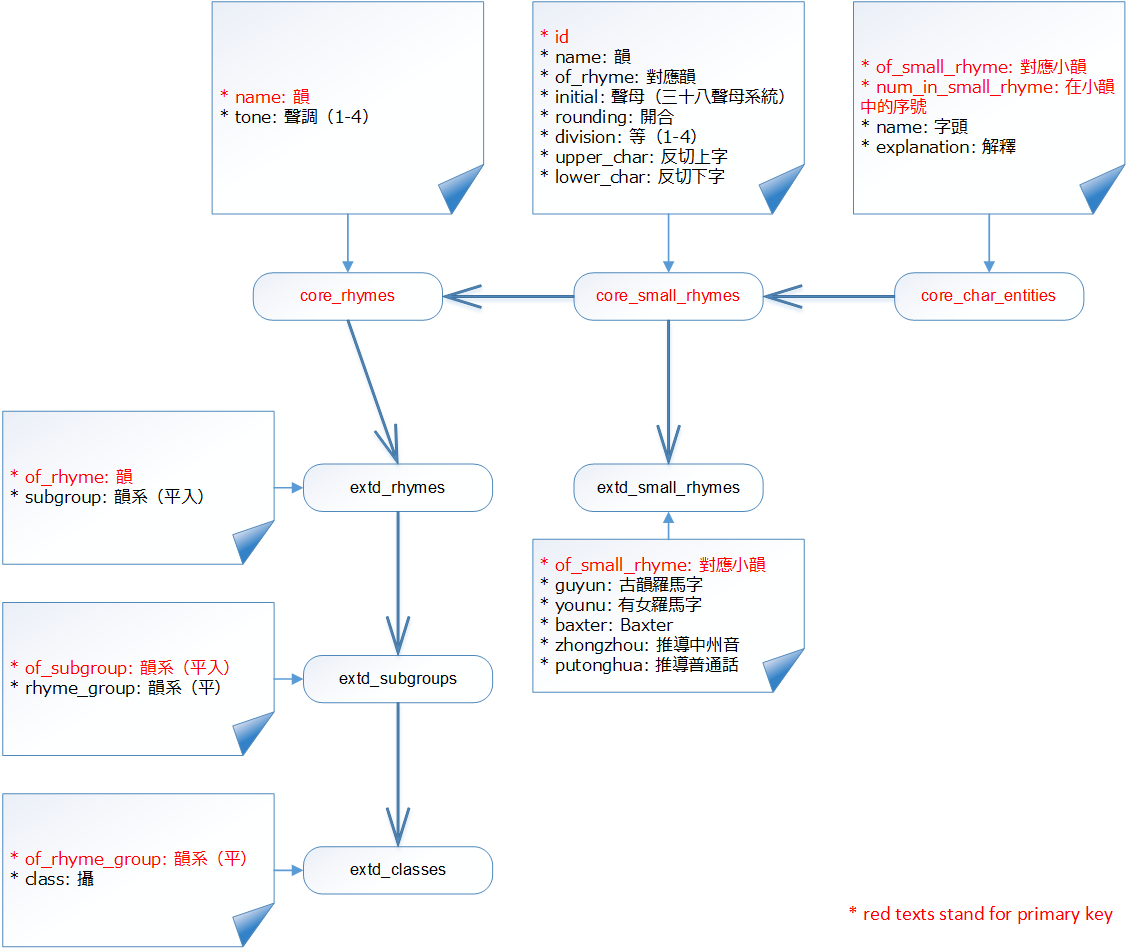 * name: 韻
* tone: 聲調（1-4）
* id
* name: 韻
* of_rhyme: 對應韻
* initial: 聲母（三十八聲母系統）
* rounding: 開合
* division: 等（1-4）
* upper_char: 反切上字
* lower_char: 反切下字
* of_small_rhyme: 對應小韻
* num_in_small_rhyme: 在小韻
中的序號
* name: 字頭
* explanation: 解釋
core_rhymes
core_small_rhymes
core_char_entities
* of_rhyme: 韻
* subgroup: 韻系（平入）
extd_rhymes
extd_small_rhymes
* of_small_rhyme: 對應小韻
* guyun: 古韻羅馬字
* younu: 有女羅馬字
* baxter: Baxter
* zhongzhou: 推導中州音
* putonghua: 推導普通話
* of_subgroup: 韻系（平入）
* rhyme_group: 韻系（平）
extd_subgroups
* of_rhyme_group: 韻系（平）
* class: 攝
extd_classes
* red texts stand for primary key